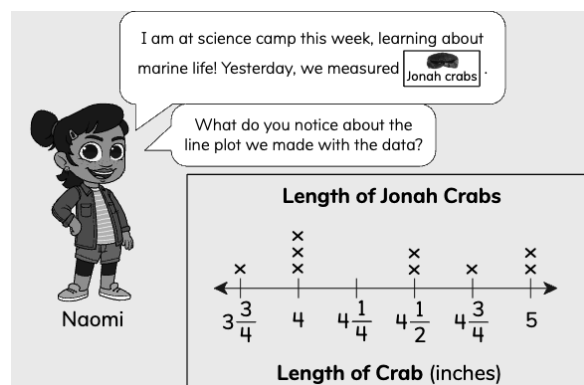 I am at science camp this week, learning about
marine life! Yesterday, we measured Jonah crabs .
What do you notice about the
line plot we made with the data?
Naomi
Length of Jonah Crabs
3 3/4 4 4 1/4 4 1/2 4 3/4 5
Length of Crab (inches)